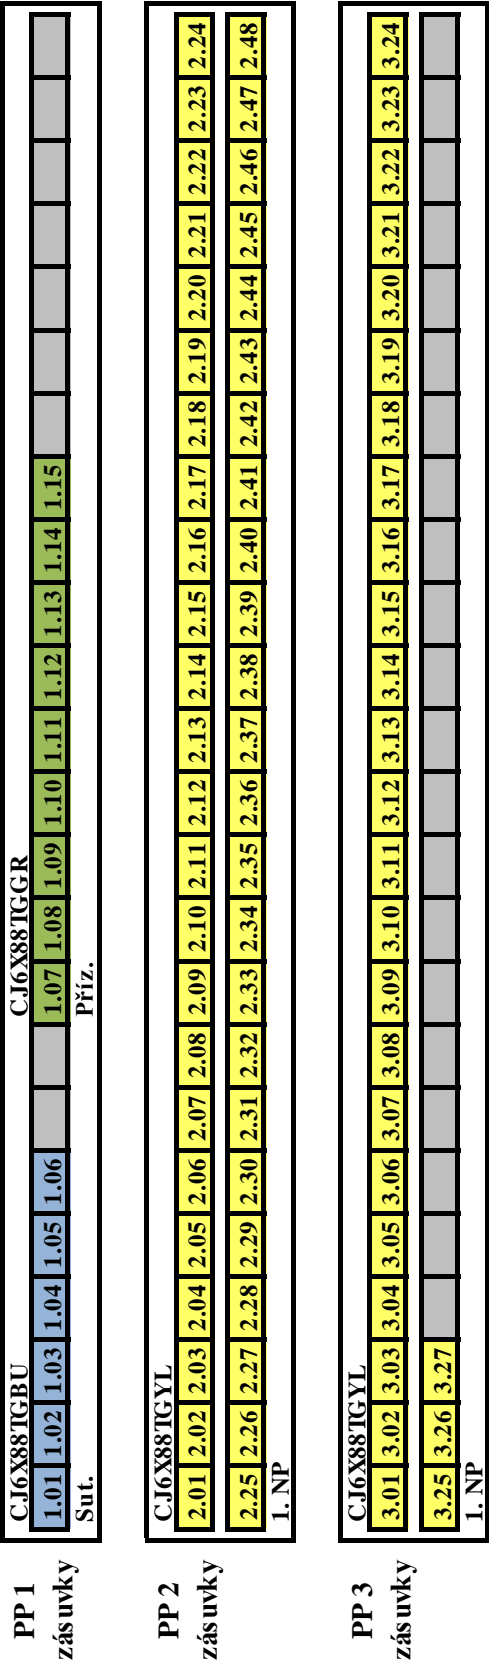 PP 1
zásuvky
CJ6X88TGBU CJ6X88TGGR
1.01 1.02 1.03 1.04 1.05 1.06 1.07 1.08 1.09 1.10 1.11 1.12 1.13 1.14 1.15
Sut. Příz.
PP 2
zásuvky
CJ6X88TGYL
2.01 2.02 2.03 2.04 2.05 2.06 2.07 2.08 2.09 2.10 2.11 2.12 2.13 2.14 2.15 2.16 2.17 2.18 2.19 2.20 2.21 2.22 2.23 2.24
2.25 2.26 2.27 2.28 2.29 2.30 2.31 2.32 2.33 2.34 2.35 2.36 2.37 2.38 2.39 2.40 2.41 2.42 2.43 2.44 2.45 2.46 2.47 2.48
1. NP
PP 3
zásuvky
CJ6X88TGYL
3.01 3.02 3.03 3.04 3.05 3.06 3.07 3.08 3.09 3.10 3.11 3.12 3.13 3.14 3.15 3.16 3.17 3.18 3.19 3.20 3.21 3.22 3.23 3.24
3.25 3.26 3.27
1. NP